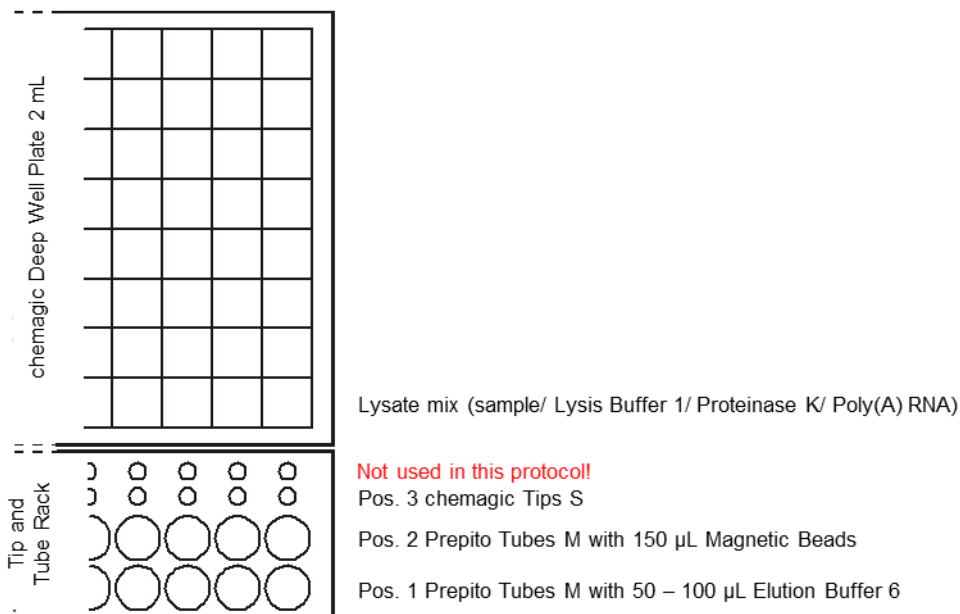 chemagic Deep Well Plate 2 mL
Lysate mix (sample/ Lysis Buffer 1/ Proteinase K/ Poly(A) RNA)
Tip and
Tube Rack
Not used in this protocol!
Pos. 3 chemagic Tips S
Pos. 2 Prepito Tubes M with 150 µL Magnetic Beads
Pos. 1 Prepito Tubes M with 50 – 100 µL Elution Buffer 6